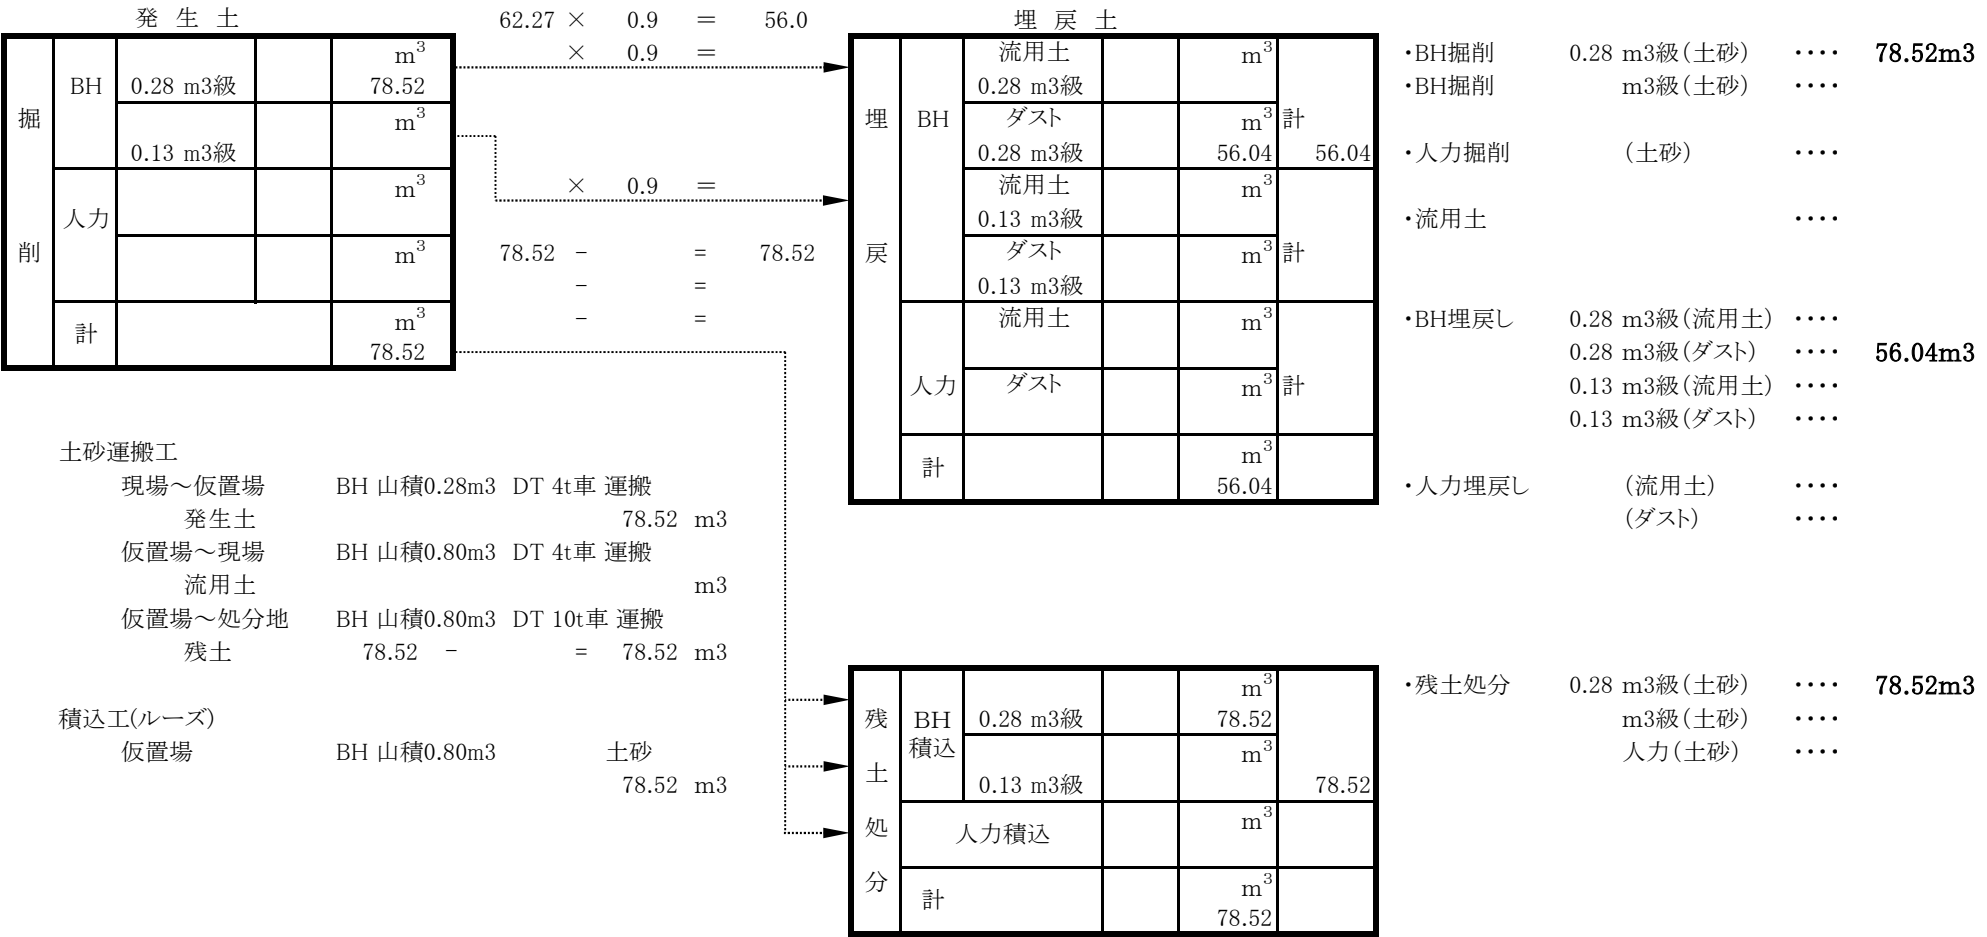 発 生 土
62.27 × 0.9 ＝ 56.0
× 0.9 ＝
掘 削
BH
m3
0.28 m3級 78.52
m3
0.13 m3級
人力
m3
m3
計
m3
78.52
× 0.9 ＝
78.52 − = 78.52
− =
− =
埋 戻 土
埋 戻
BH
流用土 m3
0.28 m3級
ダスト m3 計
0.28 m3級 56.04 56.04
流用土 m3
0.13 m3級
ダスト m3 計
0.13 m3級
人力
流用土 m3
ダスト m3 計
計
m3
56.04
・BH掘削 0.28 m3級(土砂) ････ 78.52m3
・BH掘削 m3級(土砂) ････
・人力掘削 (土砂) ････
・流用土 ････
・BH埋戻し 0.28 m3級(流用土) ････
0.28 m3級(ダスト) ････ 56.04m3
0.13 m3級(流用土) ････
0.13 m3級(ダスト) ････
・人力埋戻し (流用土) ････
(ダスト) ････
土砂運搬工
現場～仮置場 BH 山積0.28m3 DT 4t車 運搬
発生土 78.52 m3
仮置場～現場 BH 山積0.80m3 DT 4t車 運搬
流用土 m3
仮置場～処分地 BH 山積0.80m3 DT 10t車 運搬
残土 78.52 − = 78.52 m3
積込工(ルーズ)
仮置場 BH 山積0.80m3 土砂
78.52 m3
残 土 処 分
BH
積込
m3
0.28 m3級 78.52
m3
0.13 m3級 78.52
人力積込 m3
計
m3
78.52
・残土処分 0.28 m3級(土砂) ････ 78.52m3
m3級(土砂) ････
人力(土砂) ････